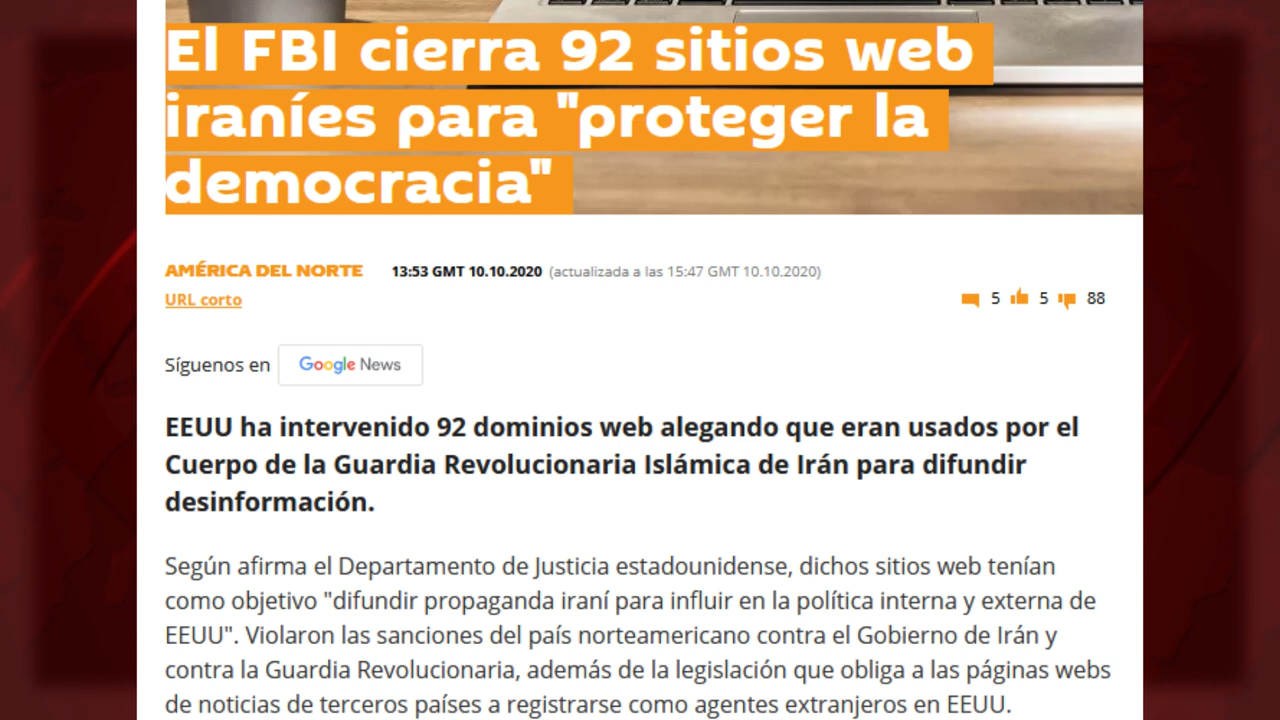 El FBI cierra 92 sitios web
iraníes para "proteger la
democracia"
AMÉRICA DEL NORTE 13:53 GMT 10.10.2020 (actualizada a las 15:47 GMT 10.10.2020)
URL corto 5 5 88
Síguenos en Google News
EEUU ha intervenido 92 dominios web alegando que eran usados por el
Cuerpo de la Guardia Revolucionaria Islámica de Irán para difundir
desinformación.
Según afirma el Departamento de Justicia estadounidense, dichos sitios web tenían
como objetivo "difundir propaganda iraní para influir en la política interna y externa de
EEUU". Violaron las sanciones del país norteamericano contra el Gobierno de Irán y
contra la Guardia Revolucionaria, además de la legislación que obliga a las páginas webs
de noticias de terceros países a registrarse como agentes extranjeros en EEUU.